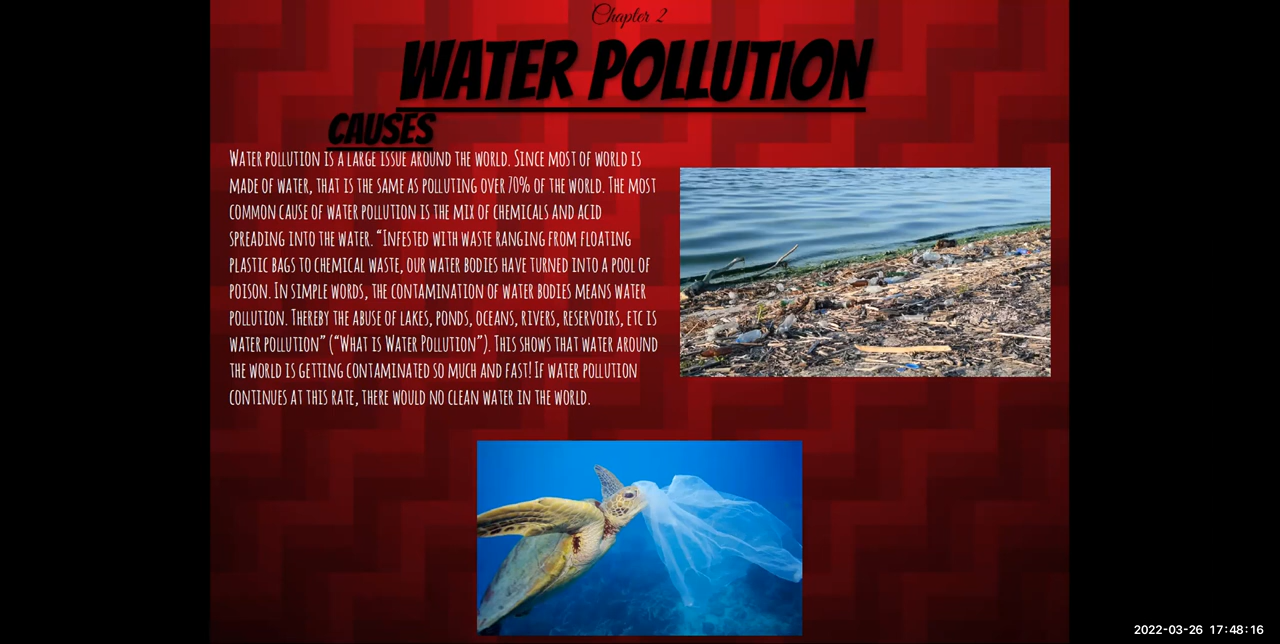 Chapter 2
WATER POLLUTION
CAUSES
Water pollution is a large issue around the world. Since most of world is
made of water, that is the same as polluting over 70% of the world. The most
common cause of water pollution is the mix of chemicals and acid
spreading into the water. “Infested with waste ranging from floating
plastic bags to chemical waste, our water bodies have turned into a pool of
poison. In simple words, the contamination of water bodies means water
pollution. Thereby the abuse of lakes, ponds, oceans, rivers, reservoirs, etc is
water pollution” (“What is Water Pollution”). This shows that water around
the world is getting contaminated so much and fast! If water pollution
continues at this rate, there would no clean water in the world.
2022-03-26 17:48:16